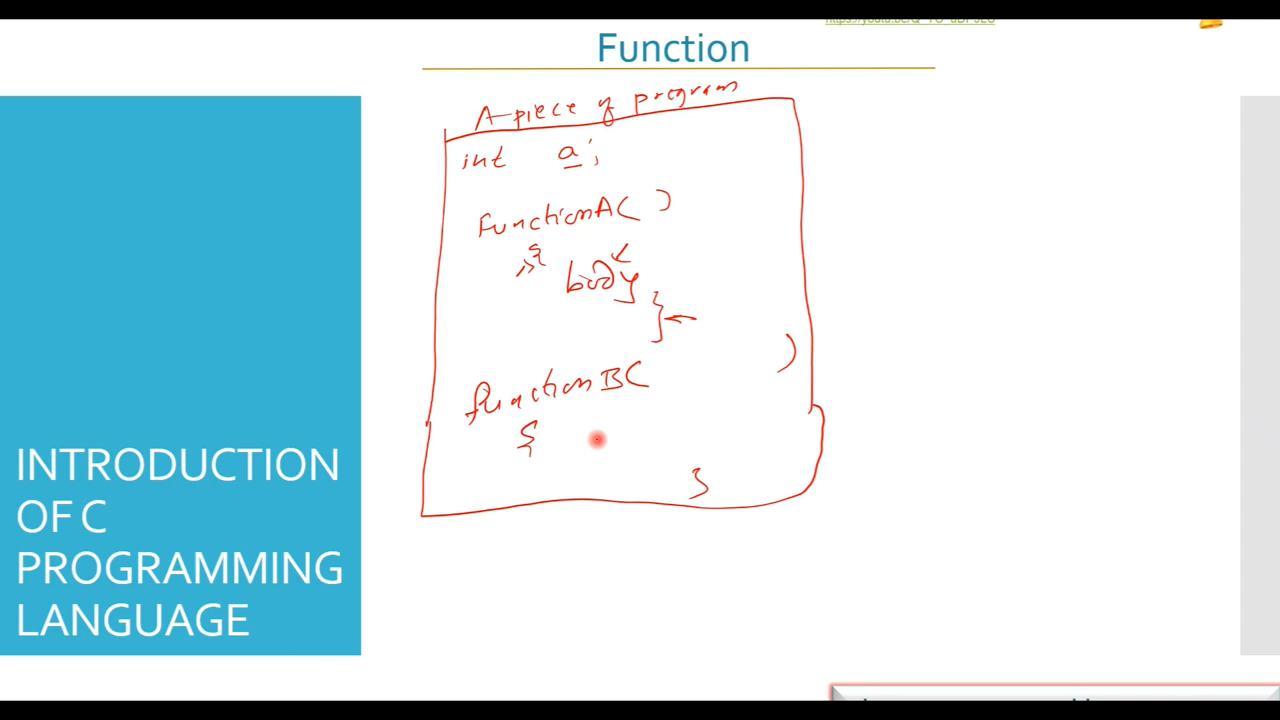 Function
A piece of program
int a;
FunctionA( )
{
body
}
functionB( )
{
}
INTRODUCTION
OF C
PROGRAMMING
LANGUAGE